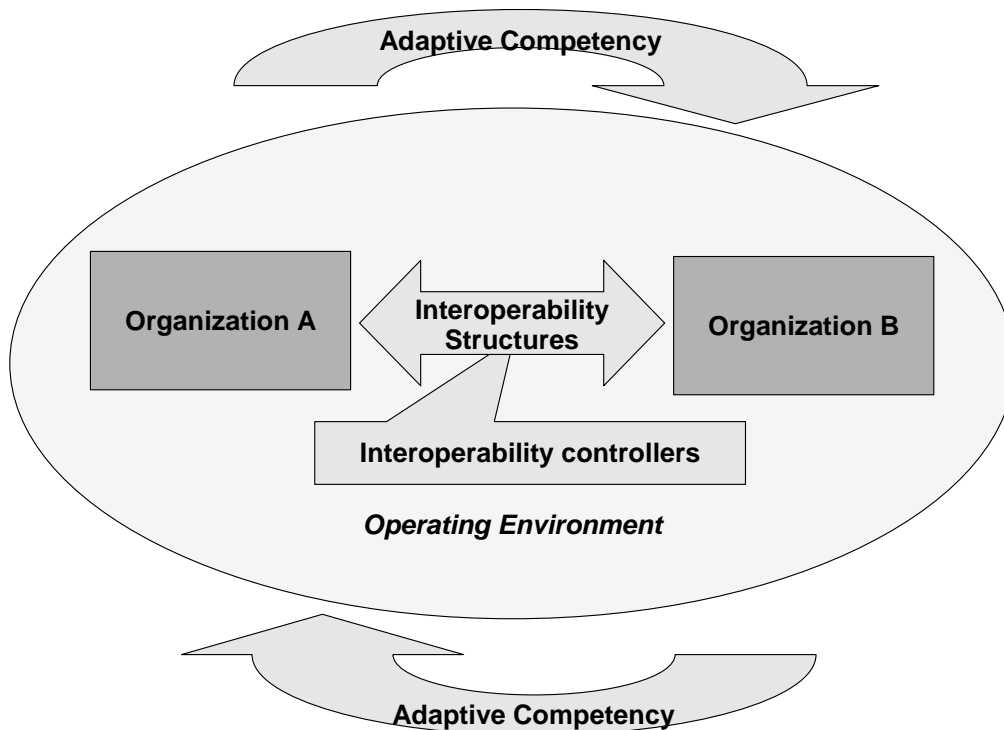 Adaptive Competency
Organization A
Interoperability
Structures
Organization B
Interoperability controllers
Operating Environment
Adaptive Competency